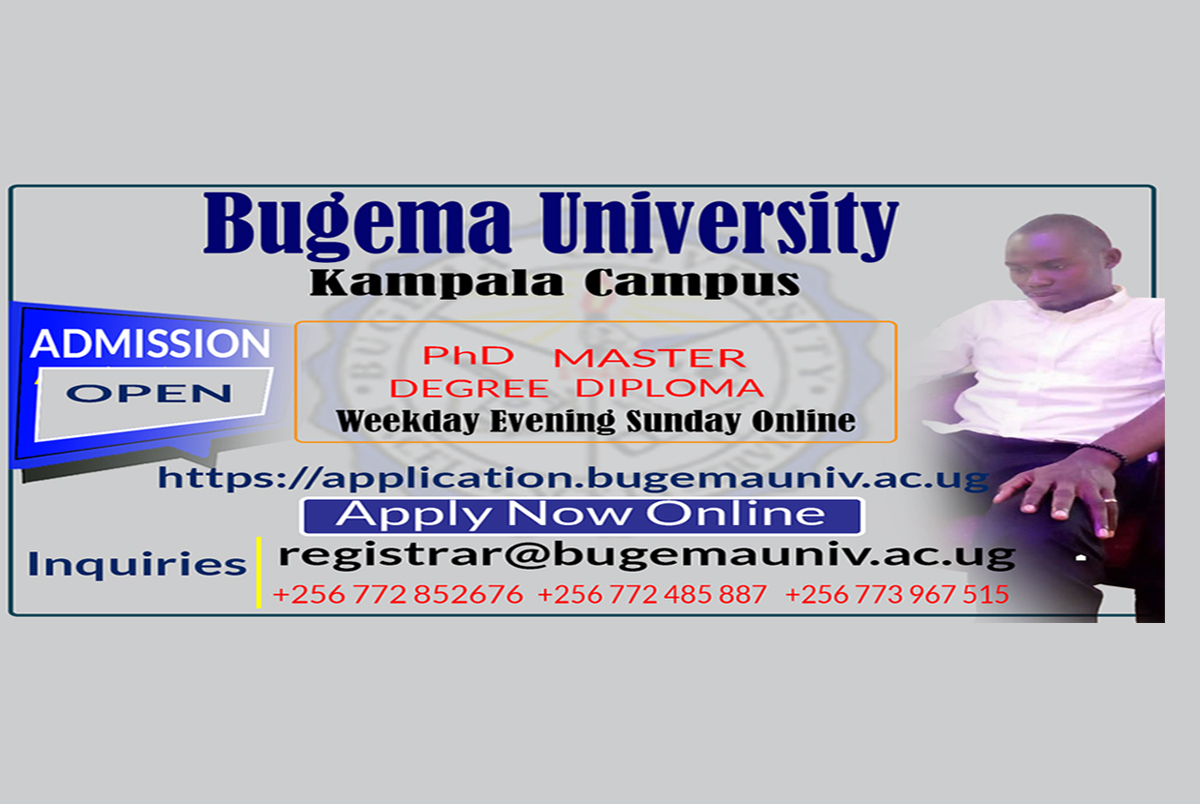 Bugema University
Kampala Campus
ADMISSION
OPEN
PhD MASTER
DEGREE DIPLOMA
Weekday Evening Sunday Online
https://application.bugemauniv.ac.ug
Apply Now Online
Inquiries
registrar@bugemauniv.ac.ug
+256 772 852676 +256 772 485 887 +256 773 967 515